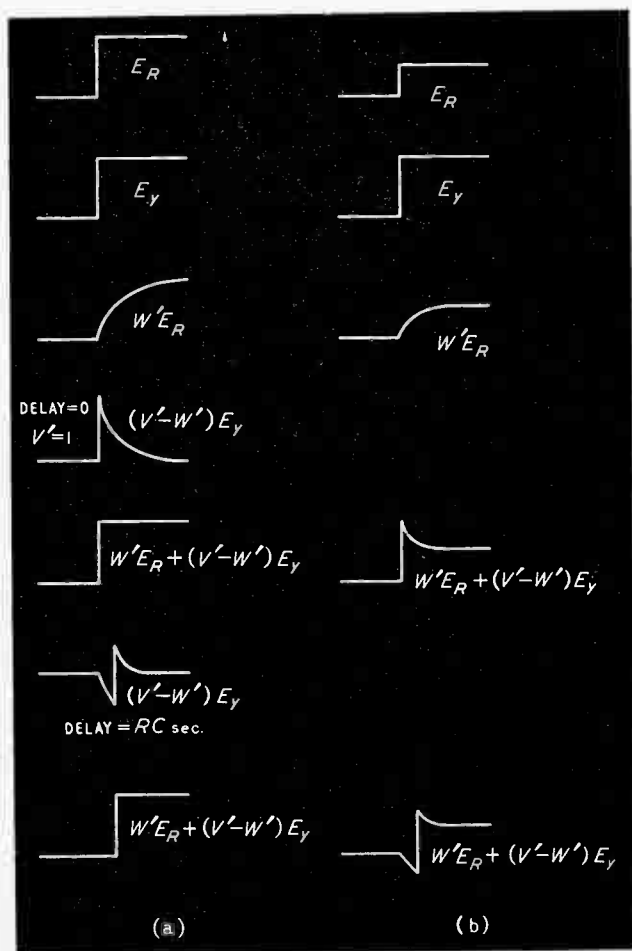 E_R
E_R
E_y
E_y
W′E_R
W′E_R
DELAY=0
V′=1
(V′–W′) E_y
W′E_R + (V′–W′) E_y
W′E_R + (V′–W′) E_y
(V′–W′) E_y
DELAY = RC sec.
W′E_R + (V′–W′) E_y
W′E_R + (V′–W′) E_y
(a)
(b)